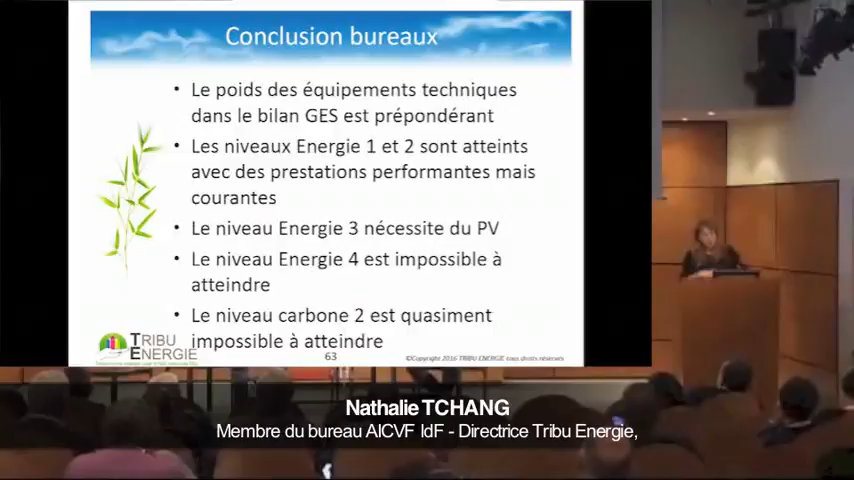 Conclusion bureaux
• Le poids des équipements techniques
dans le bilan GES est prépondérant
• Les niveaux Energie 1 et 2 sont atteints
avec des prestations performantes mais
courantes
• Le niveau Energie 3 nécessite du PV
• Le niveau Energie 4 est impossible à
atteindre
• Le niveau carbone 2 est quasiment
impossible à atteindre
TRIBU
ENERGIE
63
©Copyright 2016 TRIBU ENERGIE tous droits réservés
Nathalie TCHANG
Membre du bureau AICVF IdF - Directrice Tribu Energie,